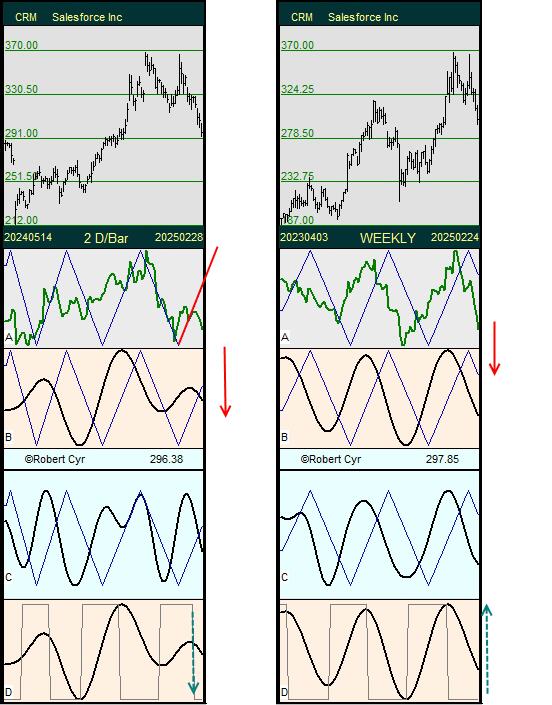 CRM Salesforce Inc
370.00
330.50
291.00
251.50
212.00
20240514 2 D/Bar 20250228
A
B
©Robert Cyr 296.38
C
D
CRM Salesforce Inc
370.00
324.25
278.50
232.75
87.00
20230403 WEEKLY 20250224
A
B
©Robert Cyr 297.85
C
D